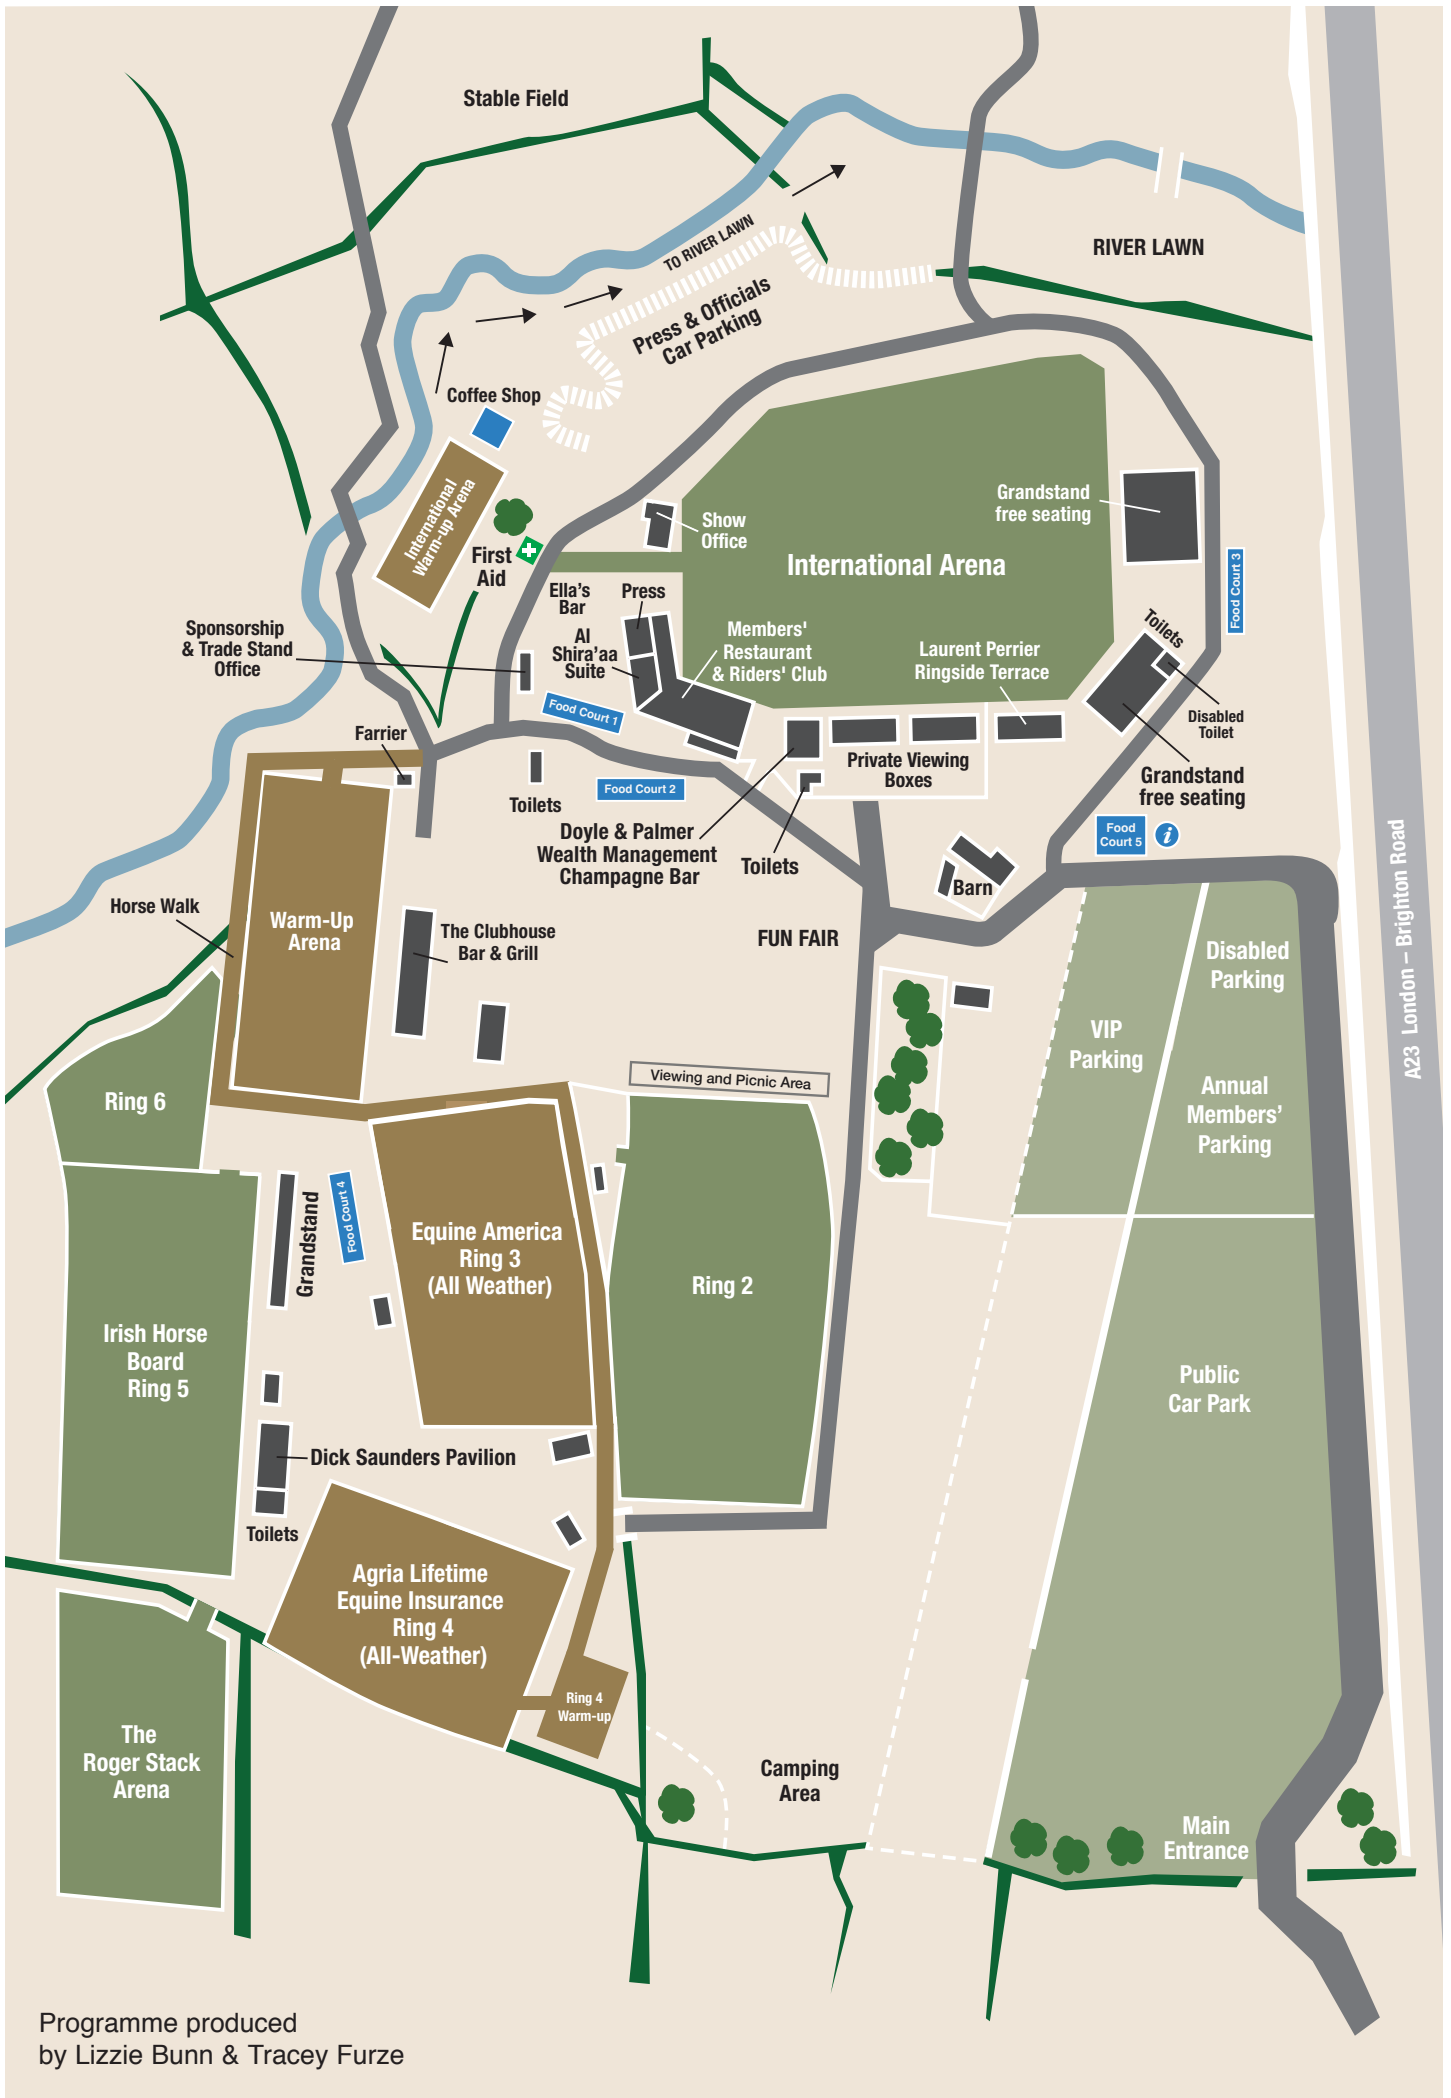 Stable Field
TO RIVER LAWN
RIVER LAWN
Press & Officials
Car Parking
Coffee Shop
International
Warm-up Arena
First
Aid
Show
Office
International Arena
Grandstand
free seating
Food Court 3
Ella's
Bar
Press
Al
Shira'aa
Suite
Sponsorship
& Trade Stand
Office
Members'
Restaurant
& Riders' Club
Laurent Perrier
Ringside Terrace
Toilets
Disabled
Toilet
Food Court 1
Farrier
Toilets
Food Court 2
Private Viewing
Boxes
Grandstand
free seating
Doyle & Palmer
Wealth Management
Champagne Bar
Toilets
Food
Court 5
i
Barn
A23 London – Brighton Road
Horse Walk
Warm-Up
Arena
The Clubhouse
Bar & Grill
FUN FAIR
Disabled
Parking
VIP
Parking
Annual
Members'
Parking
Viewing and Picnic Area
Ring 6
Grandstand
Food Court 4
Equine America
Ring 3
(All Weather)
Ring 2
Irish Horse
Board
Ring 5
Public
Car Park
Dick Saunders Pavilion
Toilets
Agria Lifetime
Equine Insurance
Ring 4
(All-Weather)
Ring 4
Warm-up
The
Roger Stack
Arena
Camping
Area
Main
Entrance
Programme produced
by Lizzie Bunn & Tracey Furze